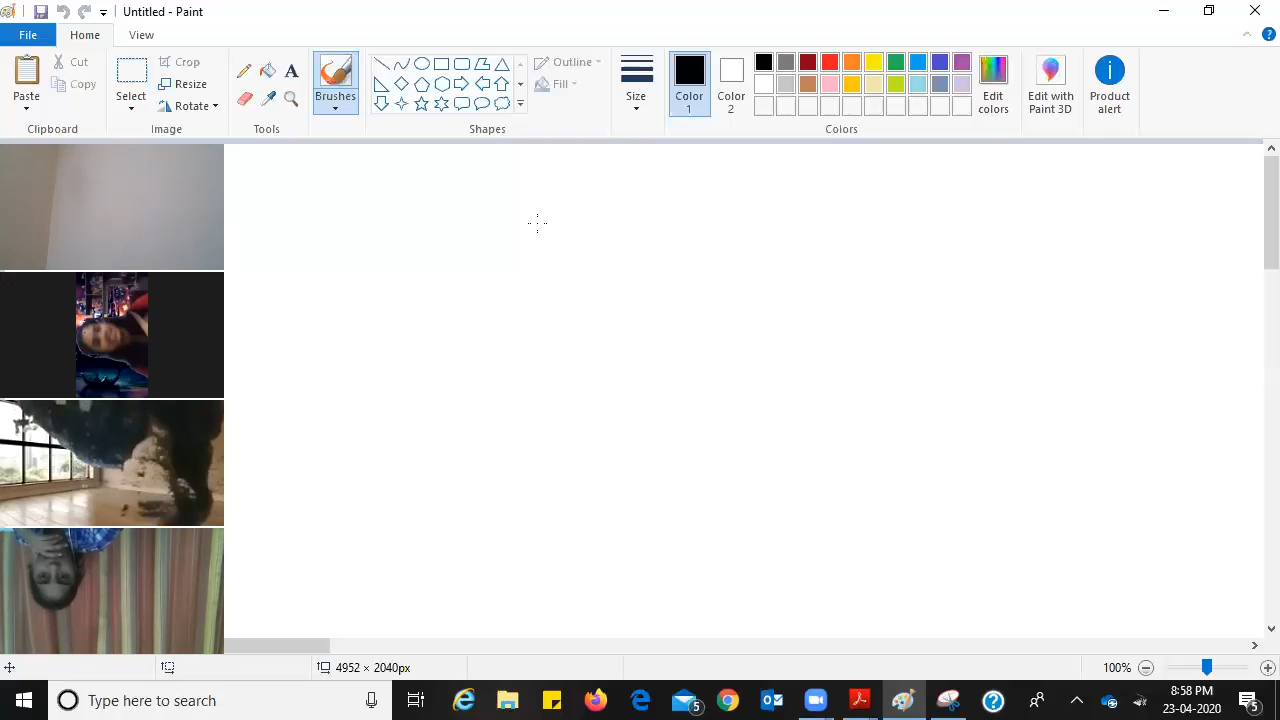 Untitled - Paint
File Home View
Paste
Cut
Copy
Clipboard
Select
Crop
Resize
Rotate
Image
A
Tools
Brushes
Outline
Fill
Shapes
Size
Color 1
Color 2
Edit colors
Colors
Edit with Paint 3D
Product alert
4952 × 2040px
100%
Type here to search
5
8:58 PM
23-04-2020
5